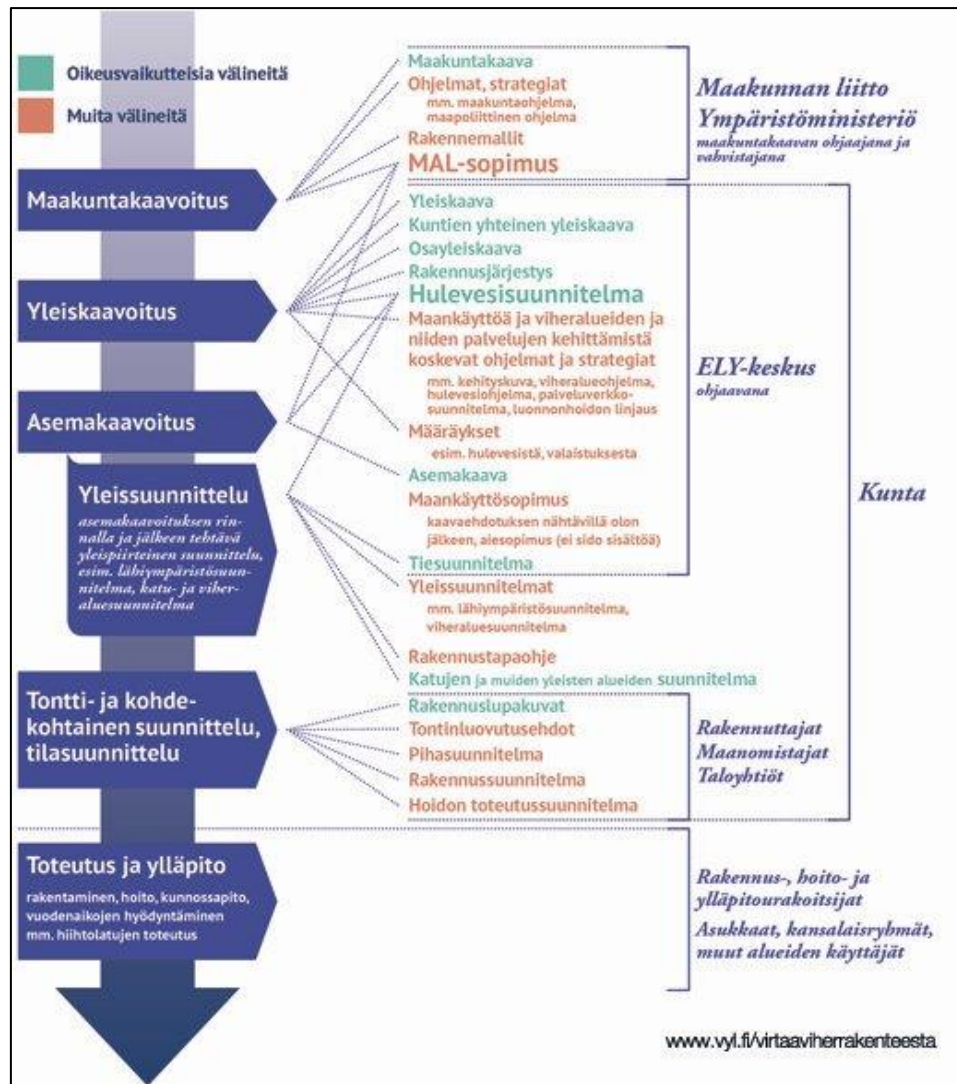 Oikeusvaikutteisia välineitä
Muita välineitä
Maakuntakaavoitus
Yleiskaavoitus
Asemakaavoitus
Yleissuunnittelu
asemakaavoituksen rin-
nalla ja jälkeen tehtävä
yleispiirteinen suunnittelu,
esim. lähiympäristösuun-
nitelma, katu- ja viher-
aluesuunnitelma
Tontti- ja kohde-
kohtainen suunnittelu,
tilasuunnittelu
Toteutus ja ylläpito
rakentaminen, hoito, kunnossapito,
vuodenaikojen hyödyntäminen
mm. hiihtolatujen toteutus
Maakuntakaava
Ohjelmat, strategiat
mm. maakuntaohjelma,
maapoliittinen ohjelma
Rakennemallit
MAL-sopimus
Yleiskaava
Kuntien yhteinen yleiskaava
Osayleiskaava
Rakennusjärjestys
Hulevesisuunnitelma
Maankäyttöä ja viheralueiden ja
niiden palvelujen kehittämistä
koskevat ohjelmat ja strategiat
mm. kehityskuva, viheralueohjelma,
hulevesiohjelma, palveluverkko-
suunnitelma, luonnonhoidon linjaus
Määräykset
esim. hulevesistä, valaistuksesta
Asemakaava
Maankäyttösopimus
kaavaehdotuksen nähtävillä olon
jälkeen, aiesopimus (ei sido sisältöä)
Tiesuunnitelma
Yleissuunnitelmat
mm. lähiympäristösuunnitelma,
viheraluesuunnitelma
Rakennustapaohje
Katujen ja muiden yleisten alueiden suunnitelma
Rakennuslupakuvat
Tontinluovutusehdot
Pihasuunnitelma
Rakennussuunnitelma
Hoidon toteutussuunnitelma
Maakunnan liitto
Ympäristöministeriö
maakuntakaavan ohjaajana ja
vahvistajana
ELY-keskus
ohjaavana
Kunta
Rakennuttajat
Maanomistajat
Taloyhtiöt
Rakennus-, hoito- ja
ylläpitourakoitsijat
Asukkaat, kansalaisryhmät,
muut alueiden käyttäjät
www.vyl.fi/virtaaviherrakenteesta